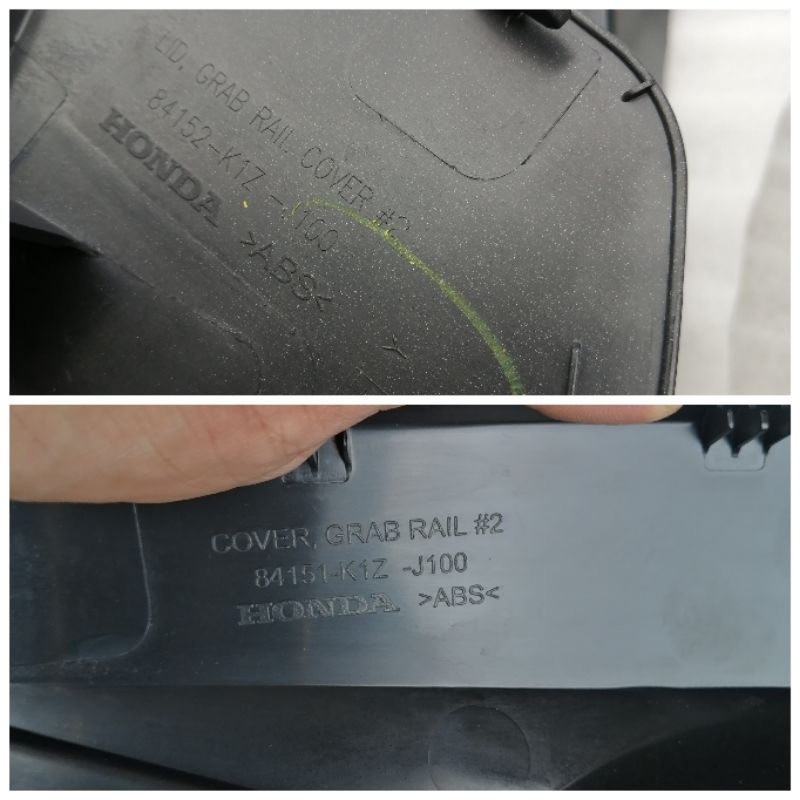 LID, GRAB RAIL COVER #2
84152-K1Z -J100
HONDA >ABS<
Y
COVER, GRAB RAIL #2
84151-K1Z -J100
HONDA >ABS<